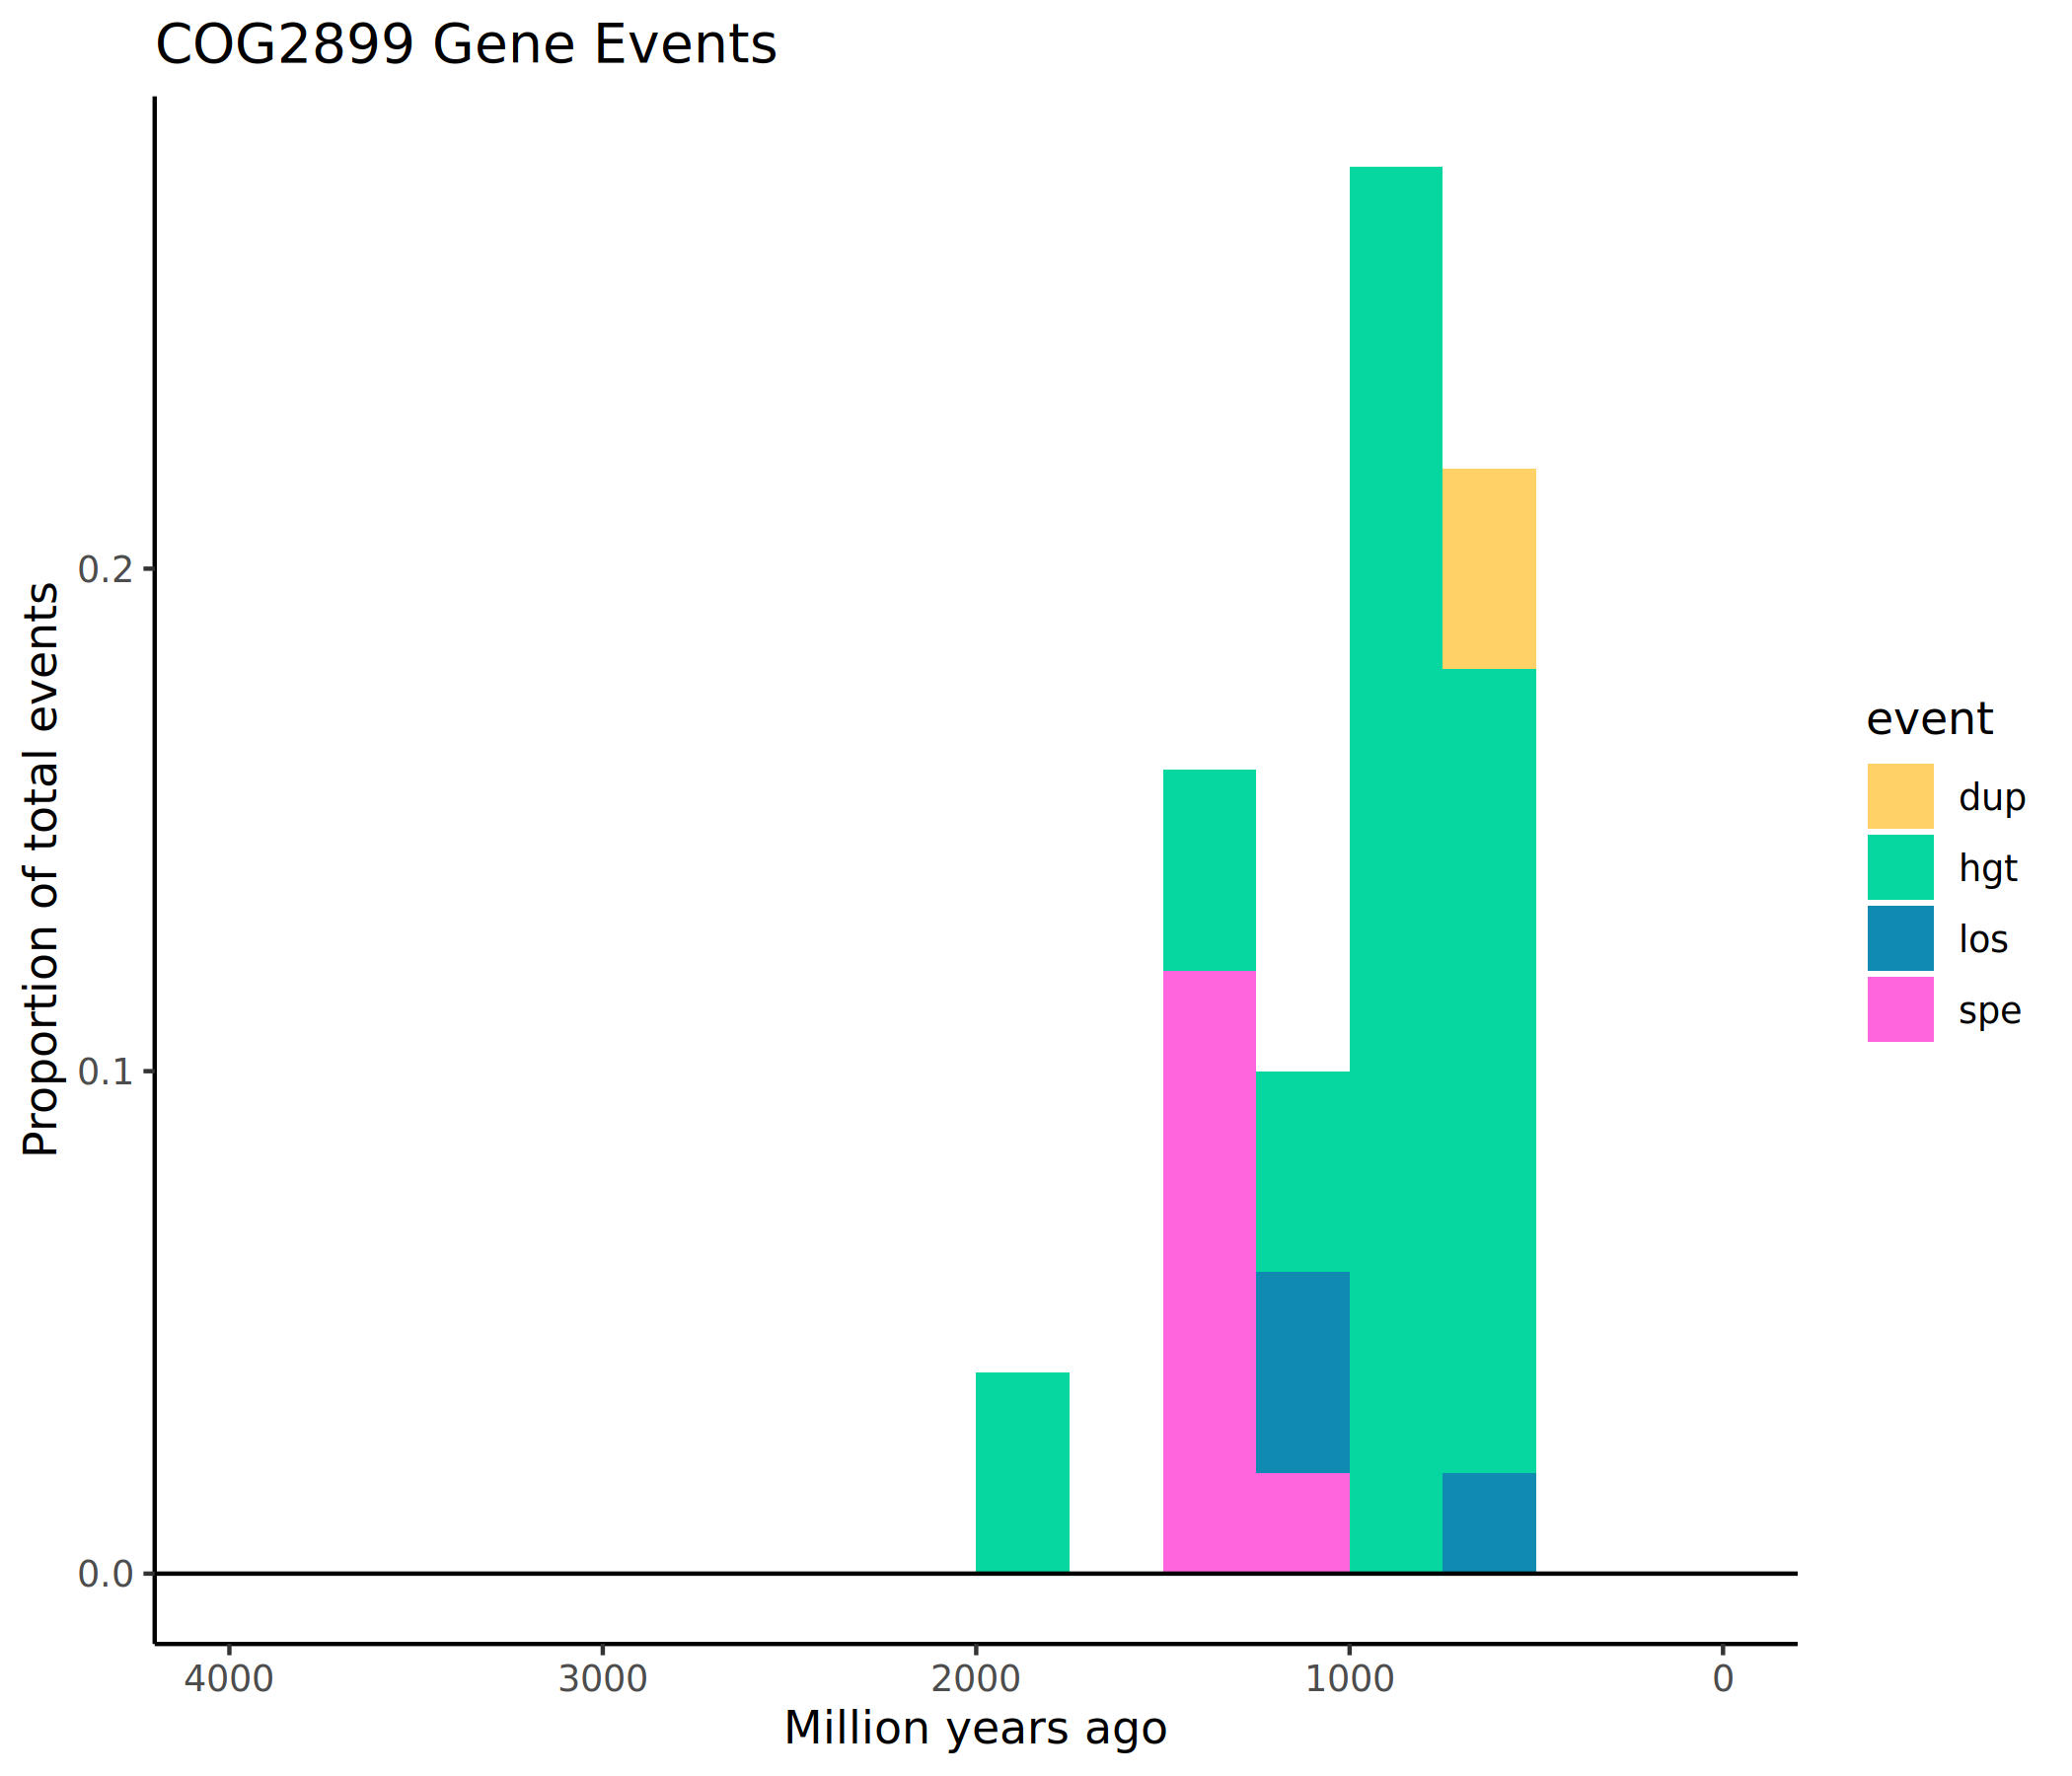 COG2899 Gene Events
Proportion of total events
0.2
0.1
0.0
4000 3000 2000 1000 0
Million years ago
event
dup
hgt
los
spe